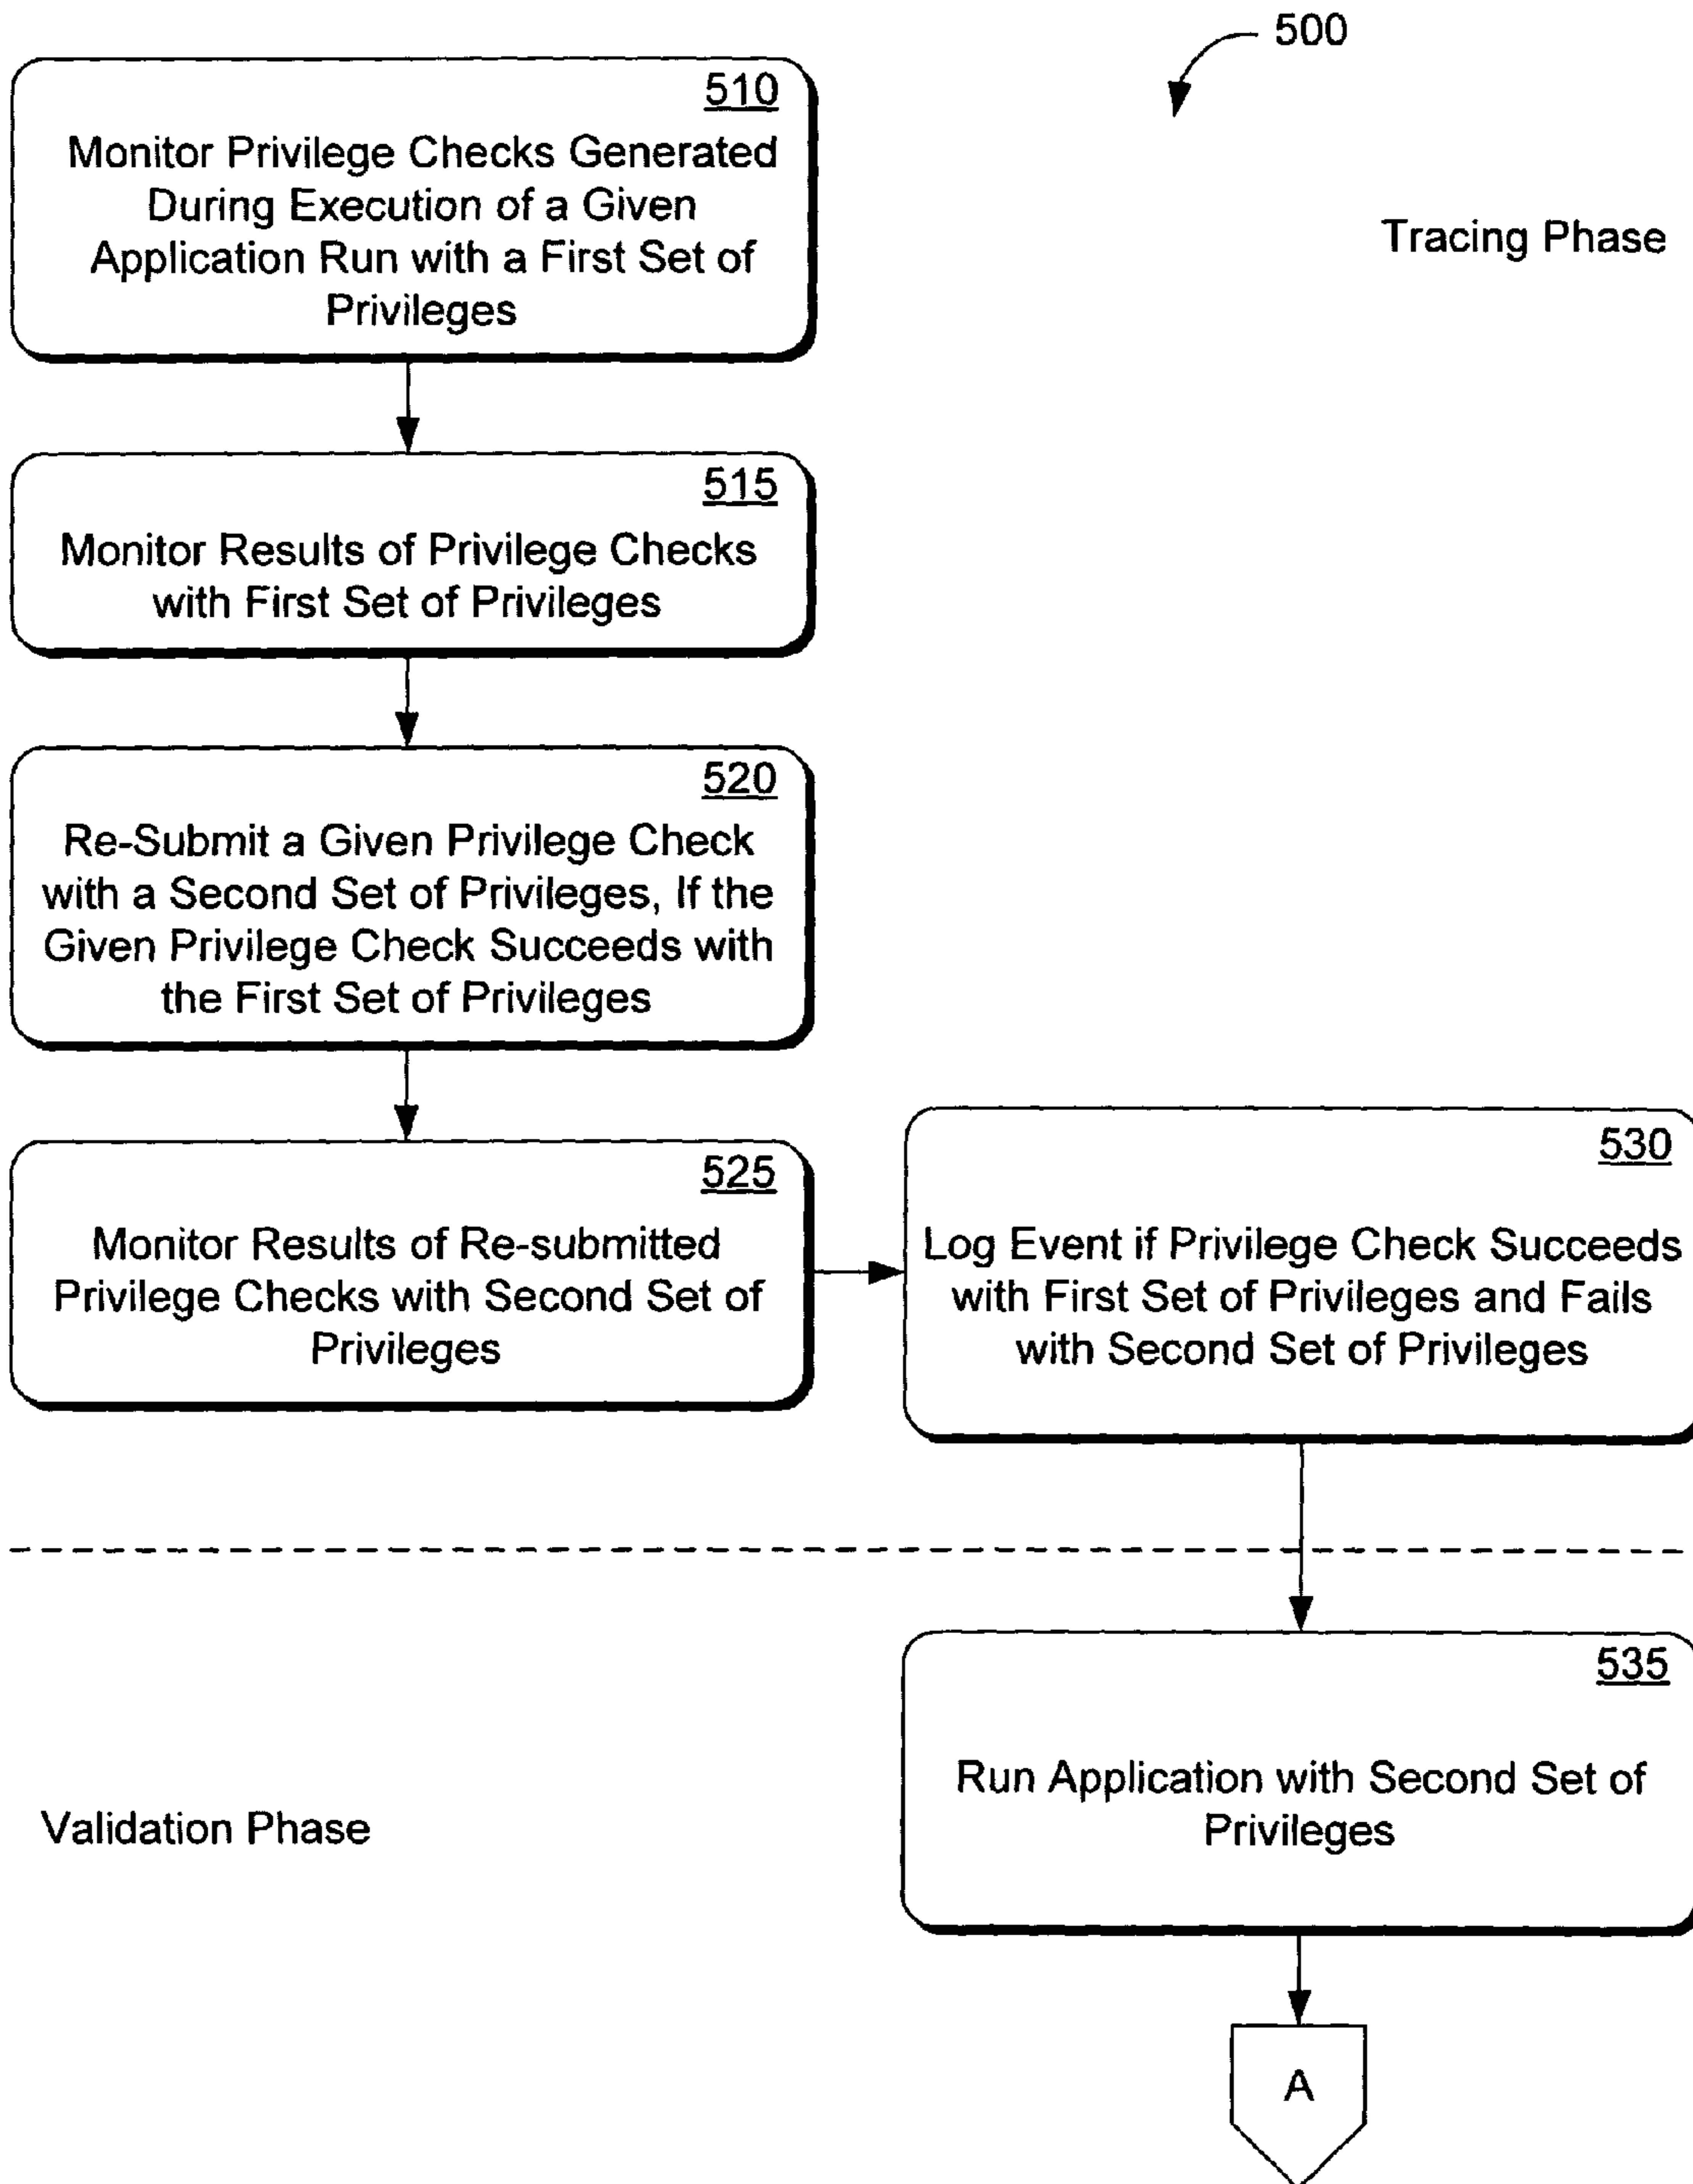 500
510
Monitor Privilege Checks Generated
During Execution of a Given
Application Run with a First Set of
Privileges
Tracing Phase
515
Monitor Results of Privilege Checks
with First Set of Privileges
520
Re-Submit a Given Privilege Check
with a Second Set of Privileges, If the
Given Privilege Check Succeeds with
the First Set of Privileges
525
Monitor Results of Re-submitted
Privilege Checks with Second Set of
Privileges
530
Log Event if Privilege Check Succeeds
with First Set of Privileges and Fails
with Second Set of Privileges
535
Run Application with Second Set of
Privileges
Validation Phase
A